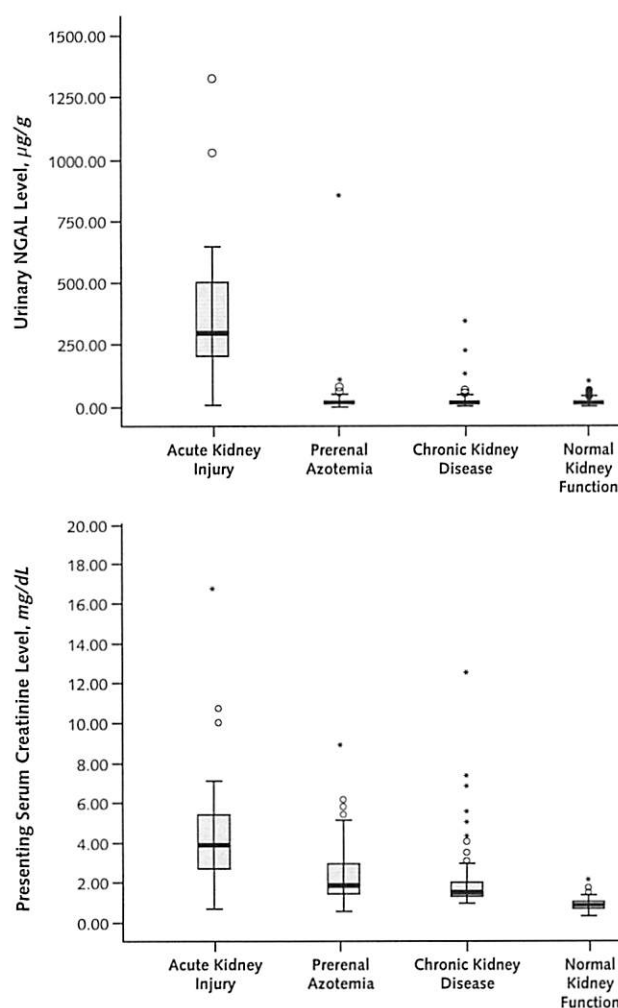 Urinary NGAL Level, µg/g
1500.00
1250.00
1000.00
750.00
500.00
250.00
0.00
Acute Kidney
Injury
Prerenal
Azotemia
Chronic Kidney
Disease
Normal
Kidney
Function
Presenting Serum Creatinine Level, mg/dL
20.00
18.00
16.00
14.00
12.00
10.00
8.00
6.00
4.00
2.00
0.00
Acute Kidney
Injury
Prerenal
Azotemia
Chronic Kidney
Disease
Normal
Kidney
Function